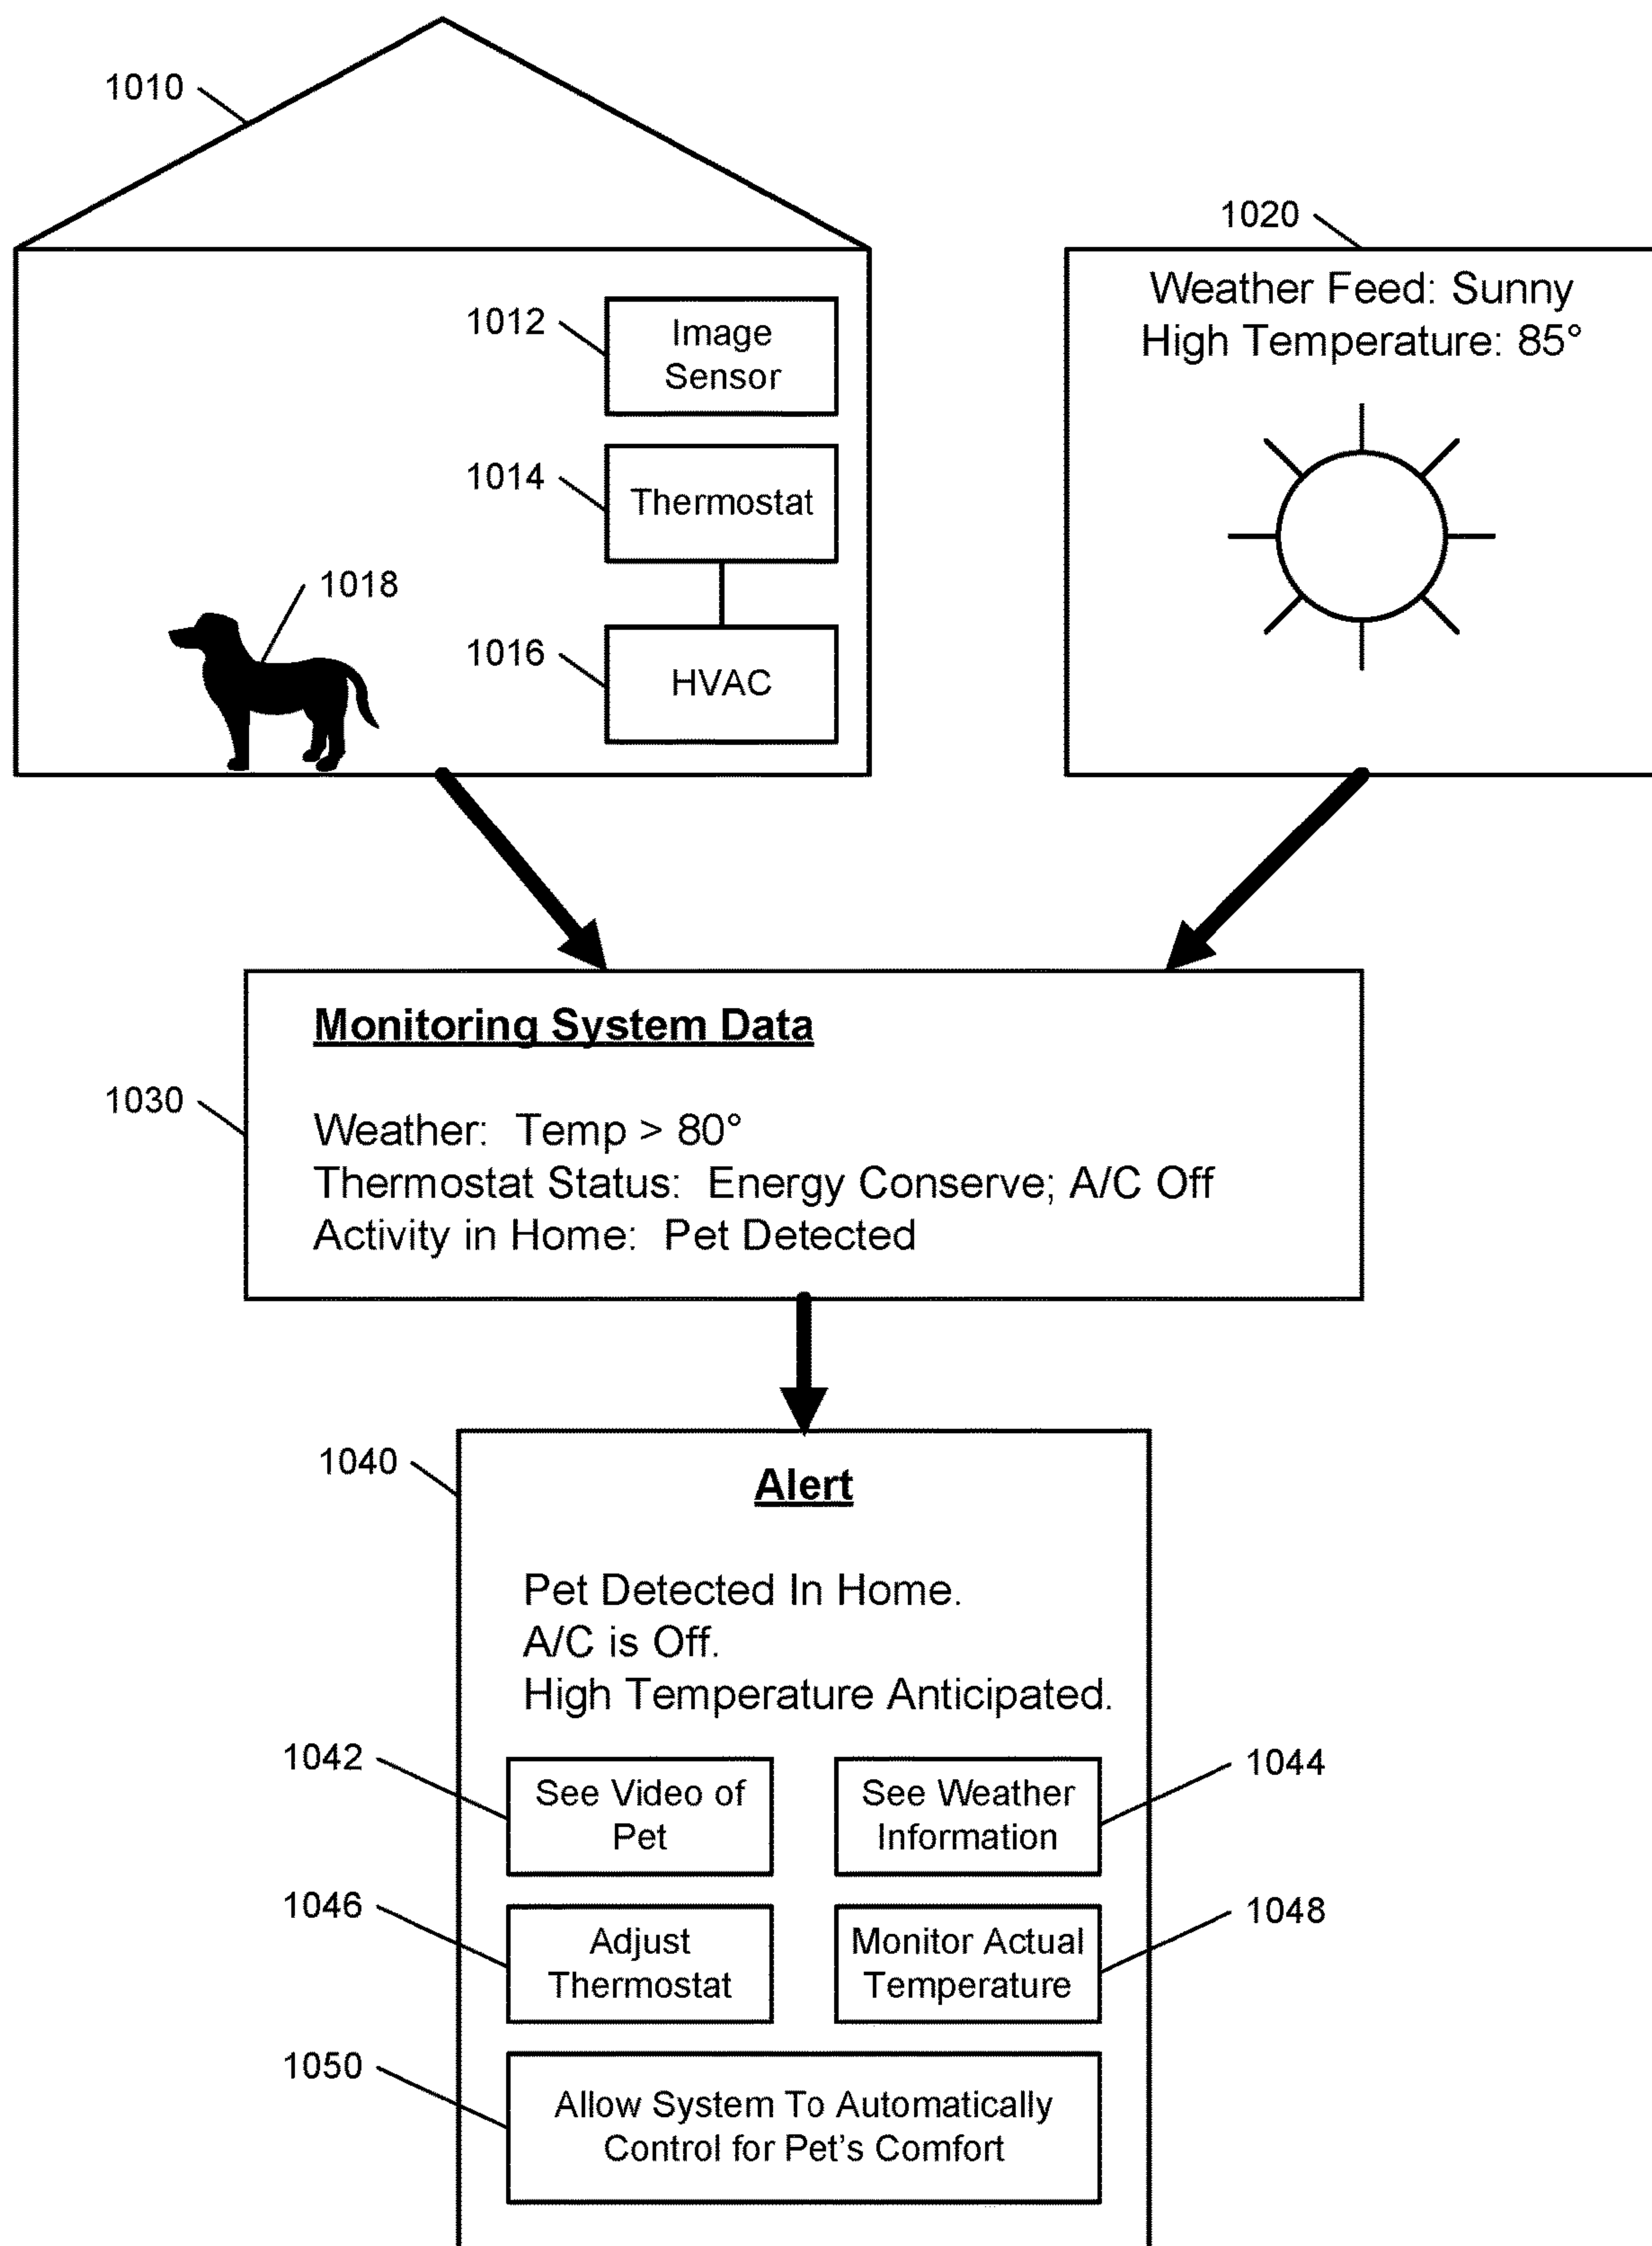 1010
1020
Weather Feed: Sunny
High Temperature: 85°
1012
Image
Sensor
1014
Thermostat
1018
1016
HVAC
Monitoring System Data
1030
Weather: Temp > 80°
Thermostat Status: Energy Conserve; A/C Off
Activity in Home: Pet Detected
1040
Alert
Pet Detected In Home.
A/C is Off.
High Temperature Anticipated.
1042
See Video of
Pet
See Weather
Information
1044
1046
Adjust
Thermostat
Monitor Actual
Temperature
1048
1050
Allow System To Automatically
Control for Pet's Comfort